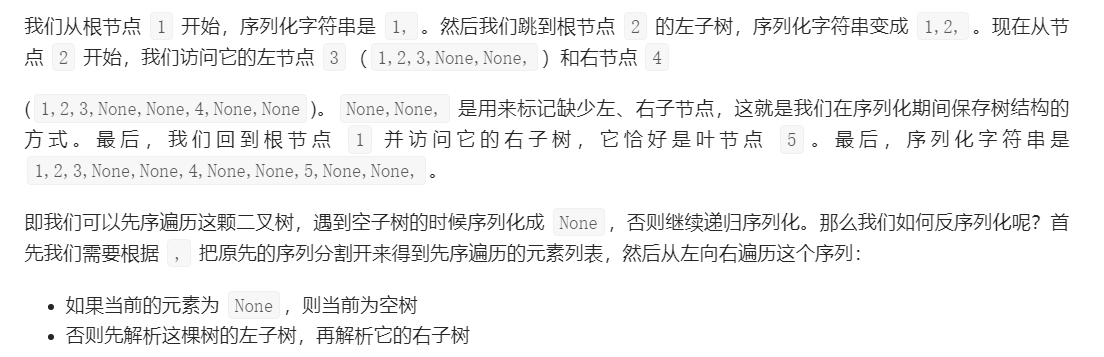 我们从根节点 1 开始，序列化字符串是 1, 。然后我们跳到根节点 2 的左子树，序列化字符串变成 1,2, 。现在从节
点 2 开始，我们访问它的左节点 3 （ 1,2,3,None,None, ）和右节点 4
( 1,2,3,None,None,4,None,None )。 None,None, 是用来标记缺少左、右子节点，这就是我们在序列化期间保存树结构的
方式。最后，我们回到根节点 1 并访问它的右子树，它恰好是叶节点 5 。最后，序列化字符串是
1,2,3,None,None,4,None,None,5,None,None, 。
即我们可以先序遍历这颗二叉树，遇到空子树的时候序列化成 None ，否则继续递归序列化。那么我们如何反序列化呢？首
先我们需要根据 , 把原先的序列分割开来得到先序遍历的元素列表，然后从左向右遍历这个序列：
• 如果当前的元素为 None ，则当前为空树
• 否则先解析这棵树的左子树，再解析它的右子树